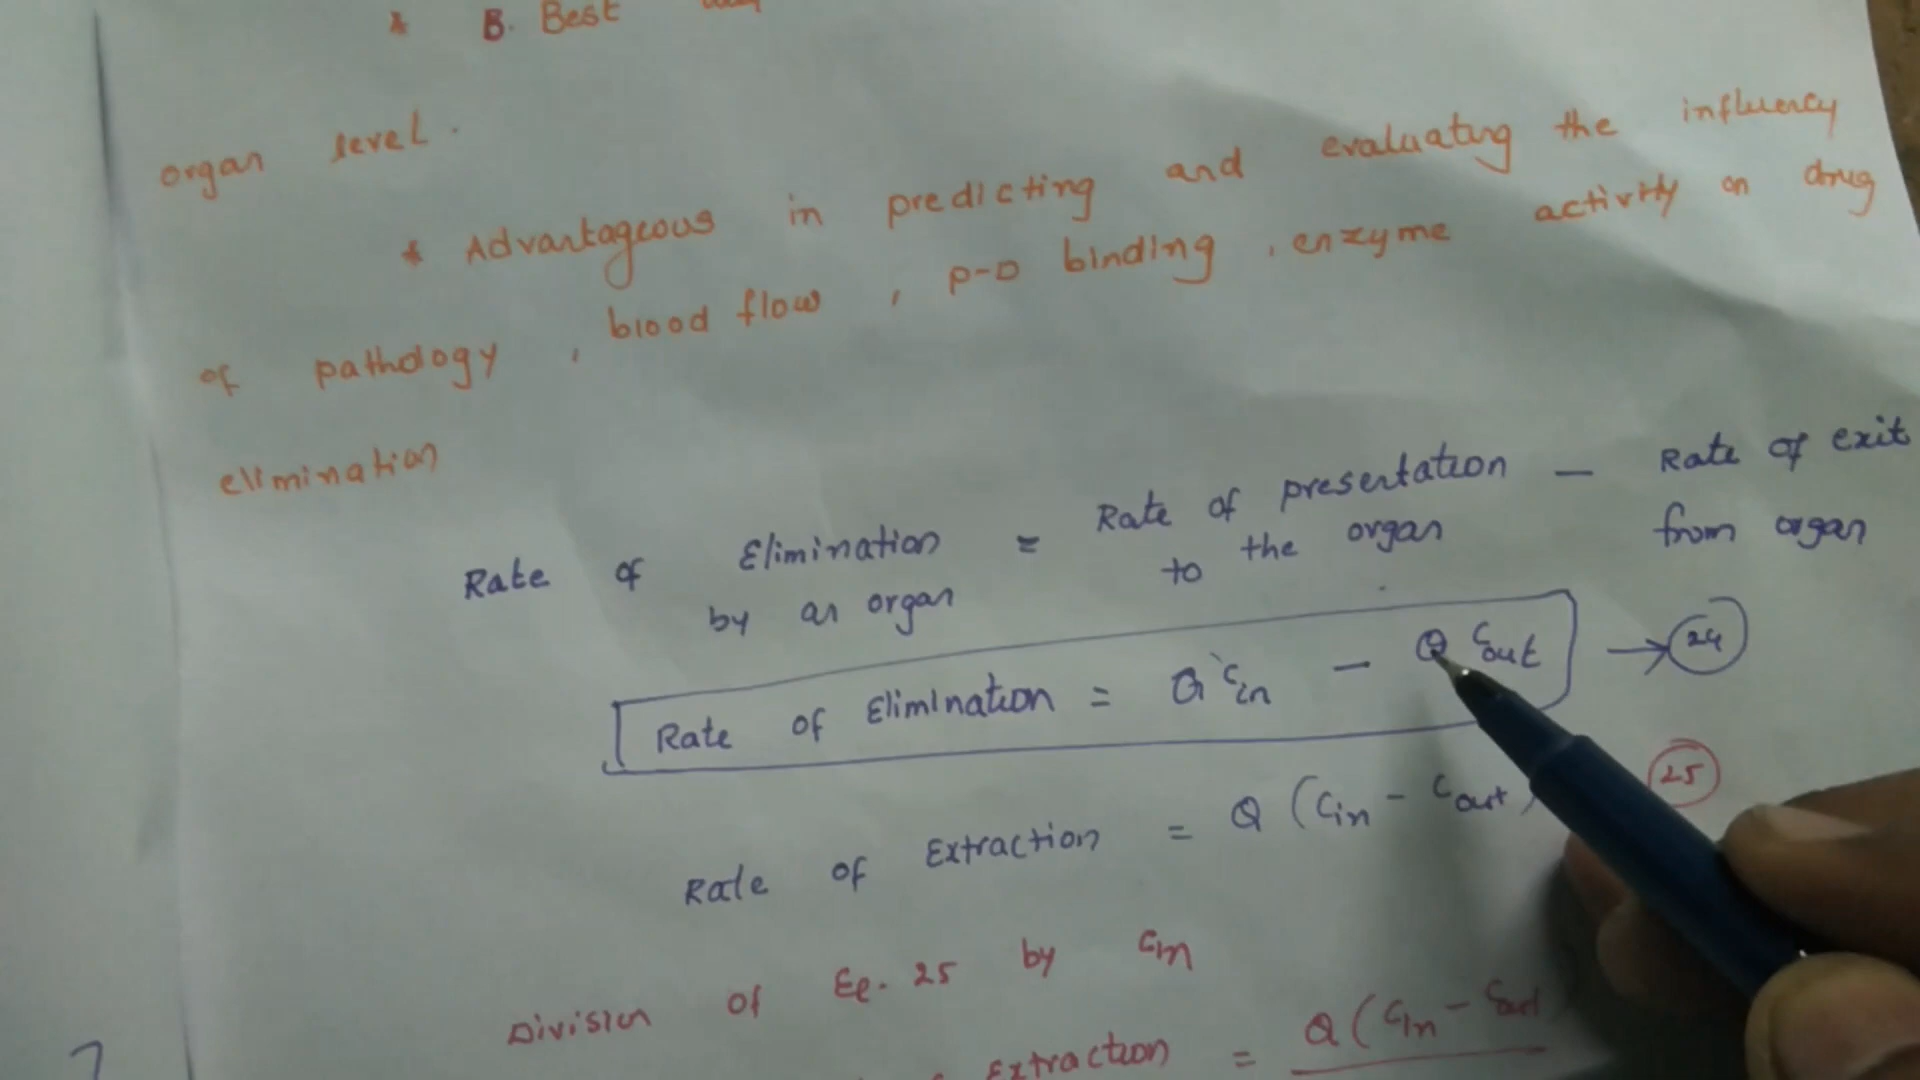 * B. Best
organ level.
* Advantageous in predicting and evaluating the influency
of pathology, blood flow, P-D binding, enzyme activity on drug
elimination
Rate of Elimination = Rate of presentation - Rate of exit
by an organ to the organ from organ
Rate of Elimination = Q Cin - Q Cout → 24
Rate of Extraction = Q (Cin - Cout) 25
Division of Eq. 25 by Cin
Extraction = Q (Cin - Cout